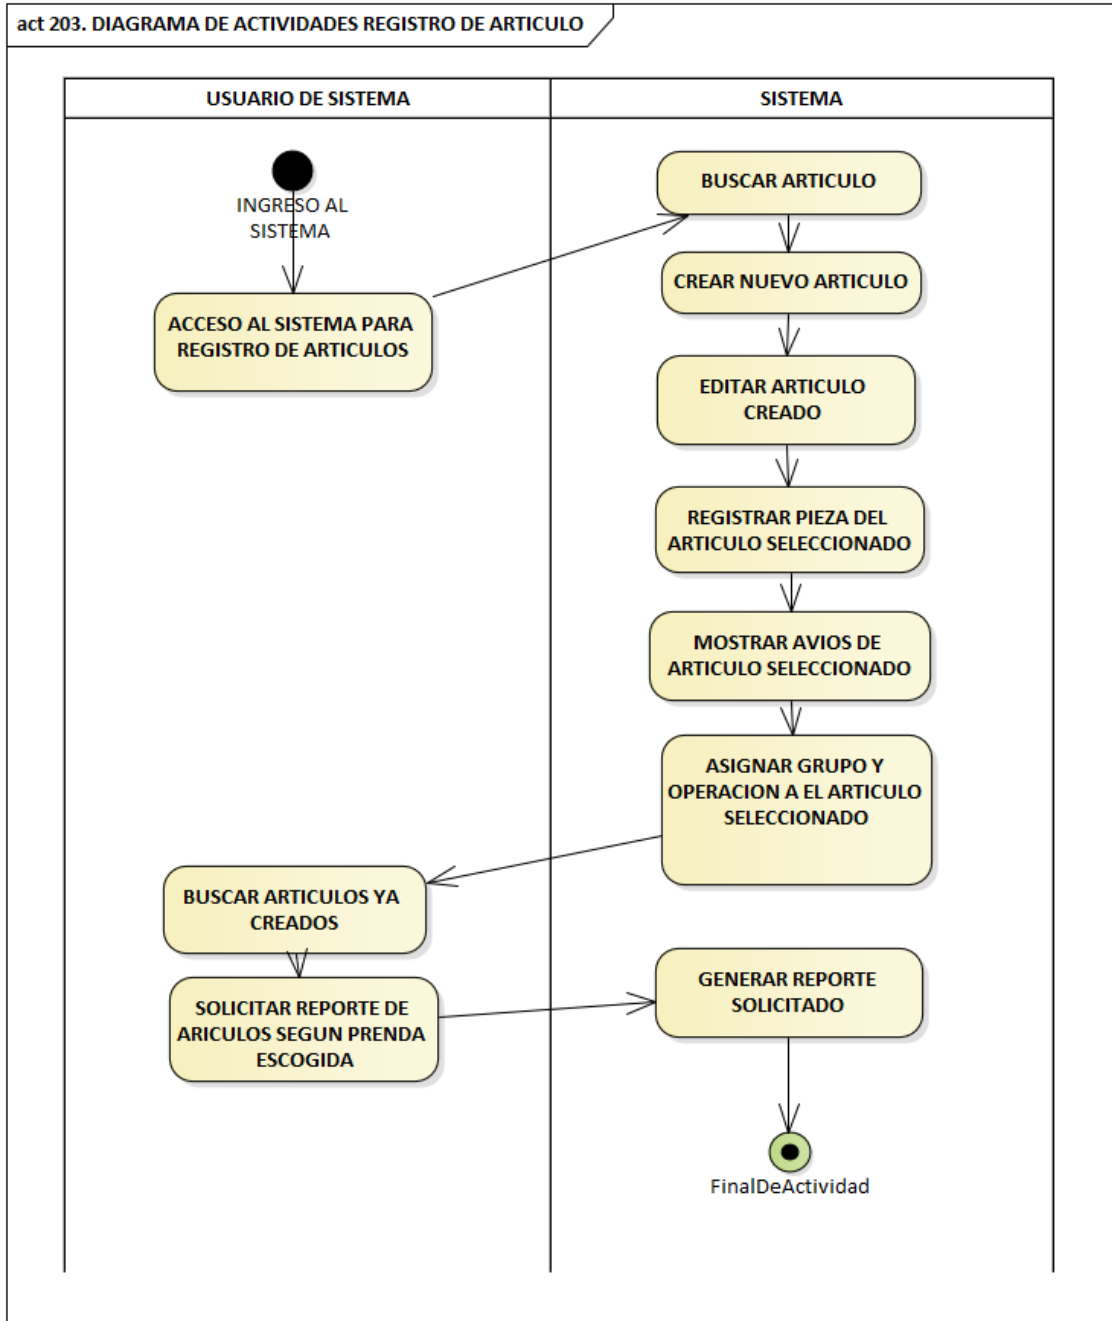 act 203. DIAGRAMA DE ACTIVIDADES REGISTRO DE ARTICULO
USUARIO DE SISTEMA
SISTEMA
INGRESO AL
SISTEMA
ACCESO AL SISTEMA PARA
REGISTRO DE ARTICULOS
BUSCAR ARTICULO
CREAR NUEVO ARTICULO
EDITAR ARTICULO
CREADO
REGISTRAR PIEZA DEL
ARTICULO SELECCIONADO
MOSTRAR AVIOS DE
ARTICULO SELECCIONADO
ASIGNAR GRUPO Y
OPERACION A EL ARTICULO
SELECCIONADO
BUSCAR ARTICULOS YA
CREADOS
SOLICITAR REPORTE DE
ARICULOS SEGUN PRENDA
ESCOGIDA
GENERAR REPORTE
SOLICITADO
FinalDeActividad